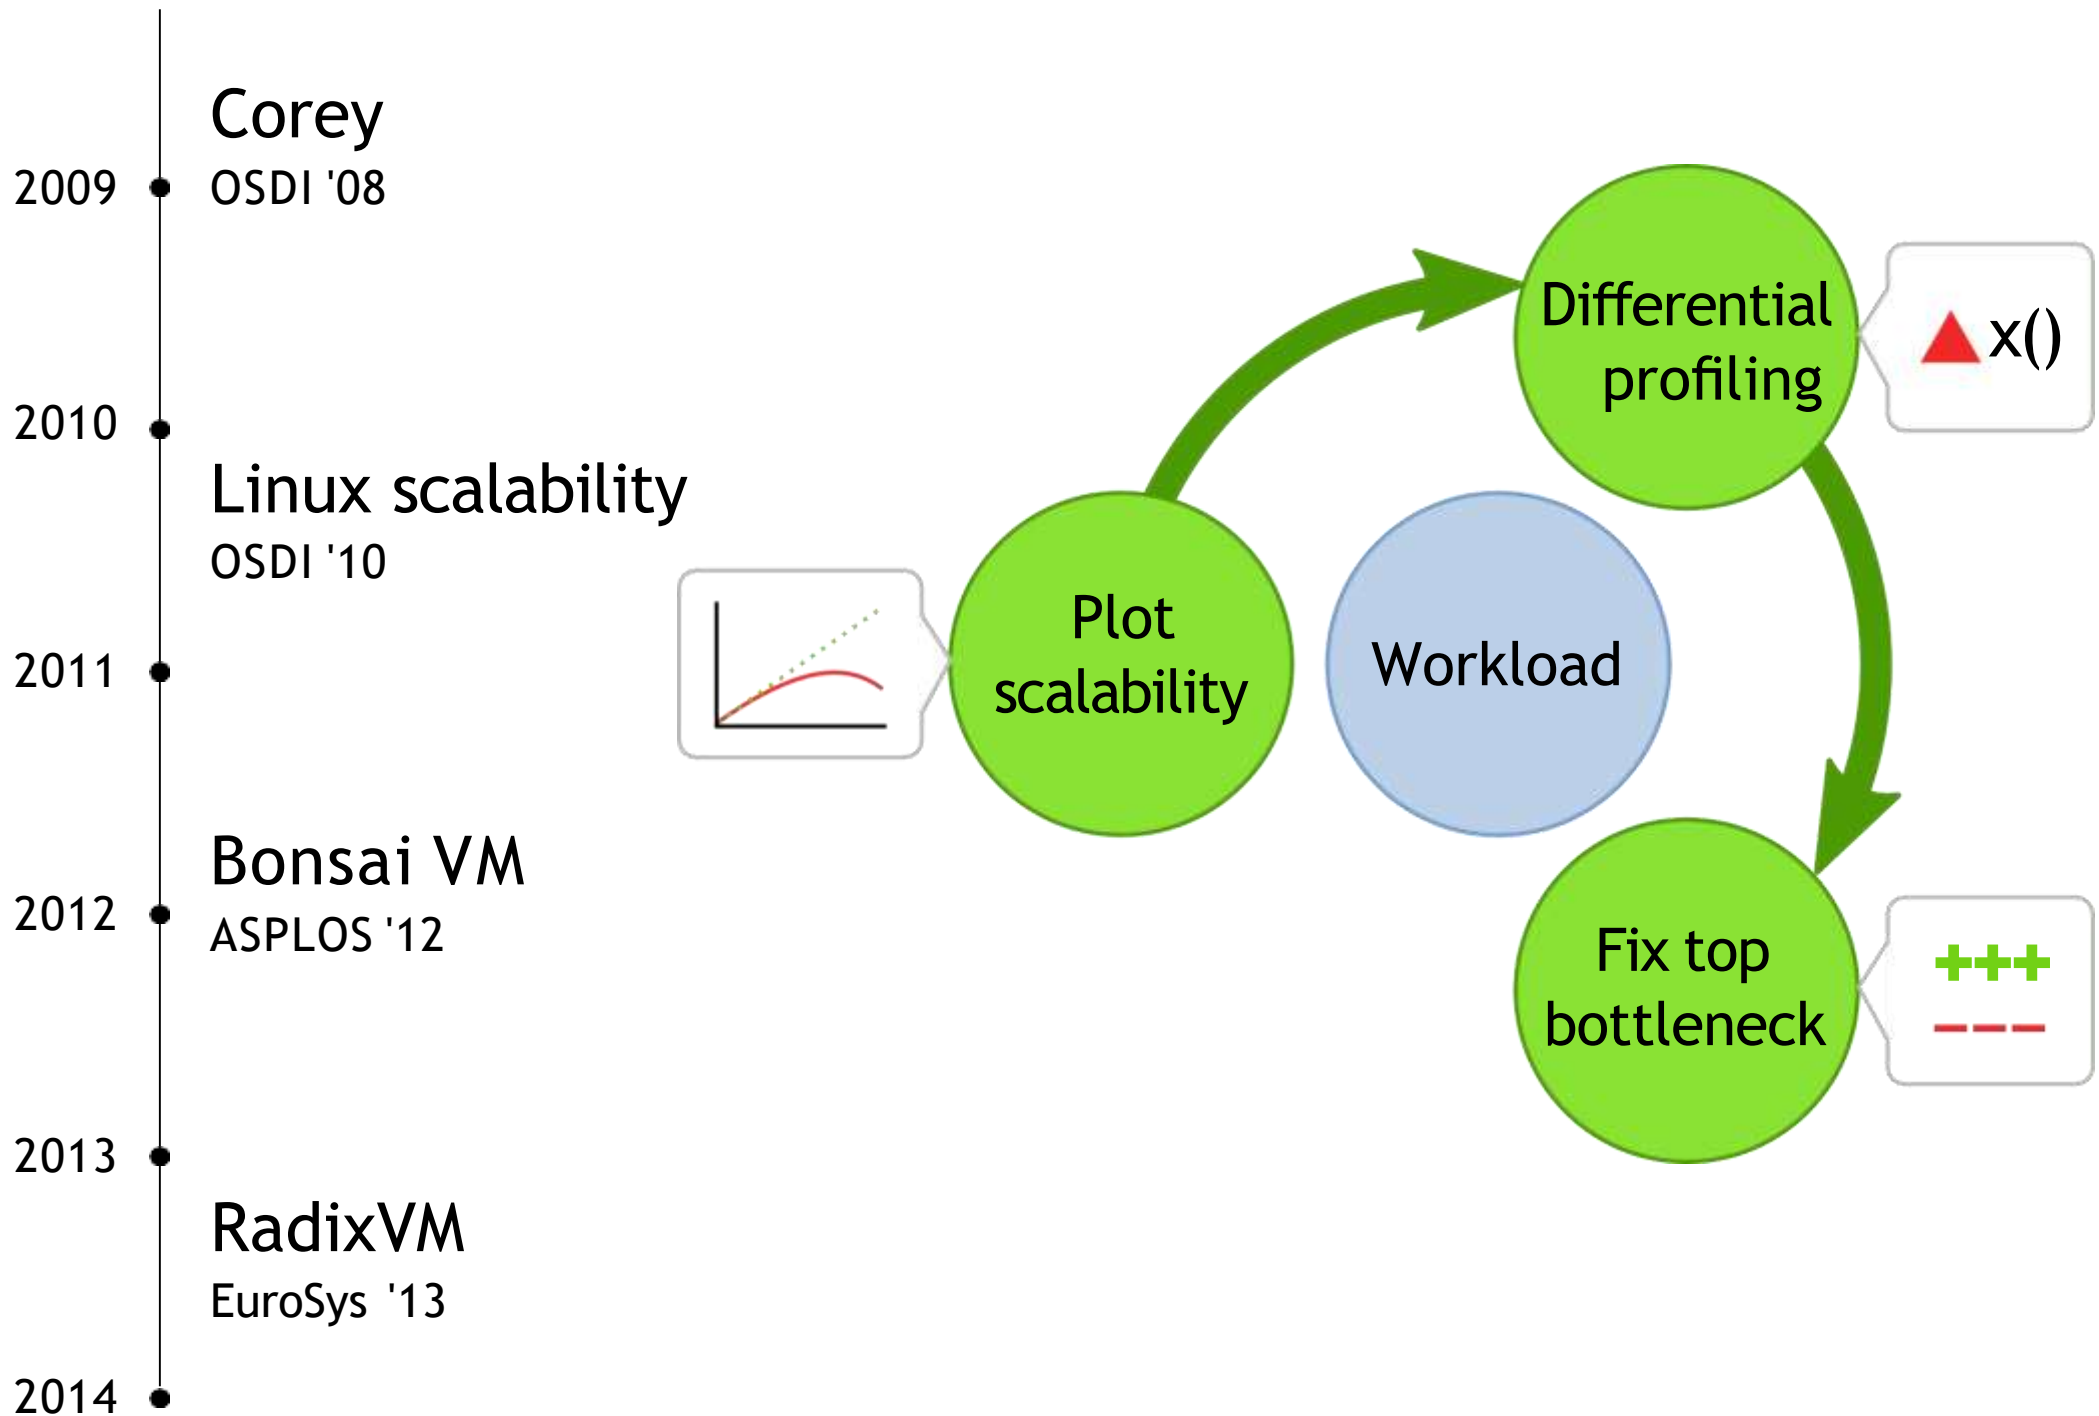 Corey
2009
OSDI '08
2010
Linux scalability
OSDI '10
2011
Bonsai VM
2012
ASPLOS '12
2013
RadixVM
EuroSys '13
2014
Plot
scalability
Differential
profiling
x()
Workload
Fix top
bottleneck
+++
---